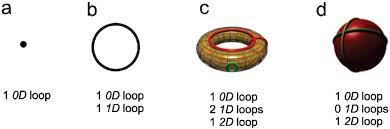 a
b
c
d
1 0D loop
1 0D loop
1 1D loop
1 0D loop
2 1D loops
1 2D loop
1 0D loop
0 1D loops
1 2D loop